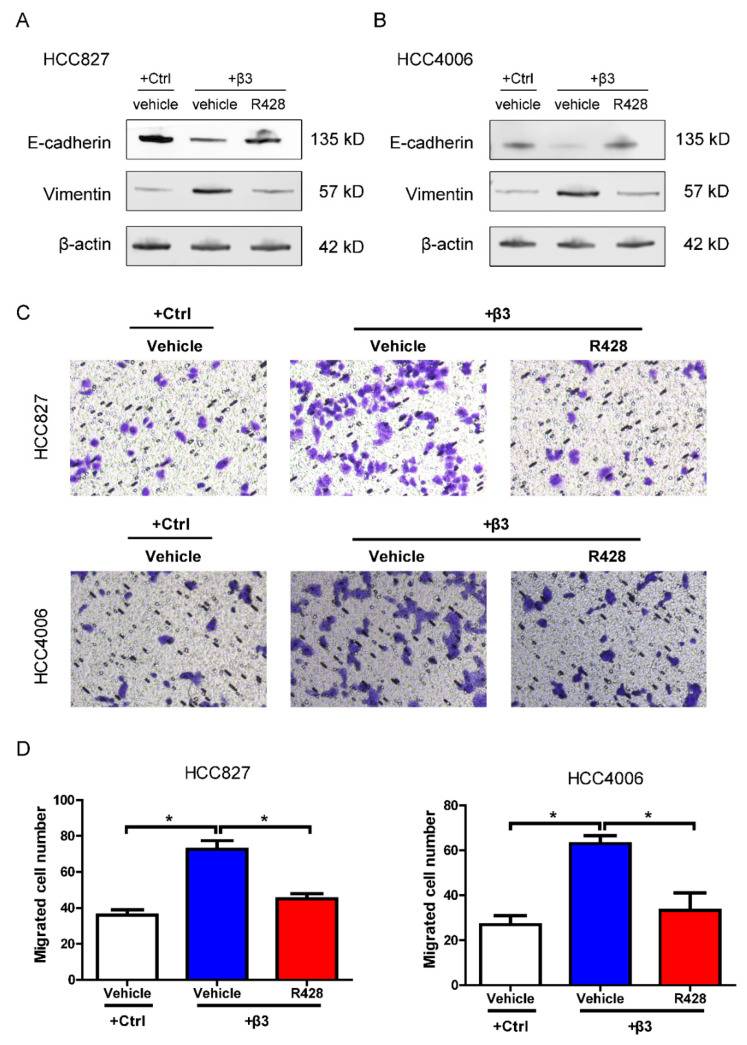 A
HCC827
+Ctrl +β3
vehicle vehicle R428
E-cadherin 135 kD
Vimentin 57 kD
β-actin 42 kD
B
HCC4006
+Ctrl +β3
vehicle vehicle R428
E-cadherin 135 kD
Vimentin 57 kD
β-actin 42 kD
C
+Ctrl +β3
Vehicle Vehicle R428
HCC827
+Ctrl +β3
Vehicle Vehicle R428
HCC4006
D
HCC827
Migrated cell number
100
80
60
40
20
0
* *
Vehicle Vehicle R428
+Ctrl +β3
HCC4006
Migrated cell number
80
60
40
20
0
* *
Vehicle Vehicle R428
+Ctrl +β3